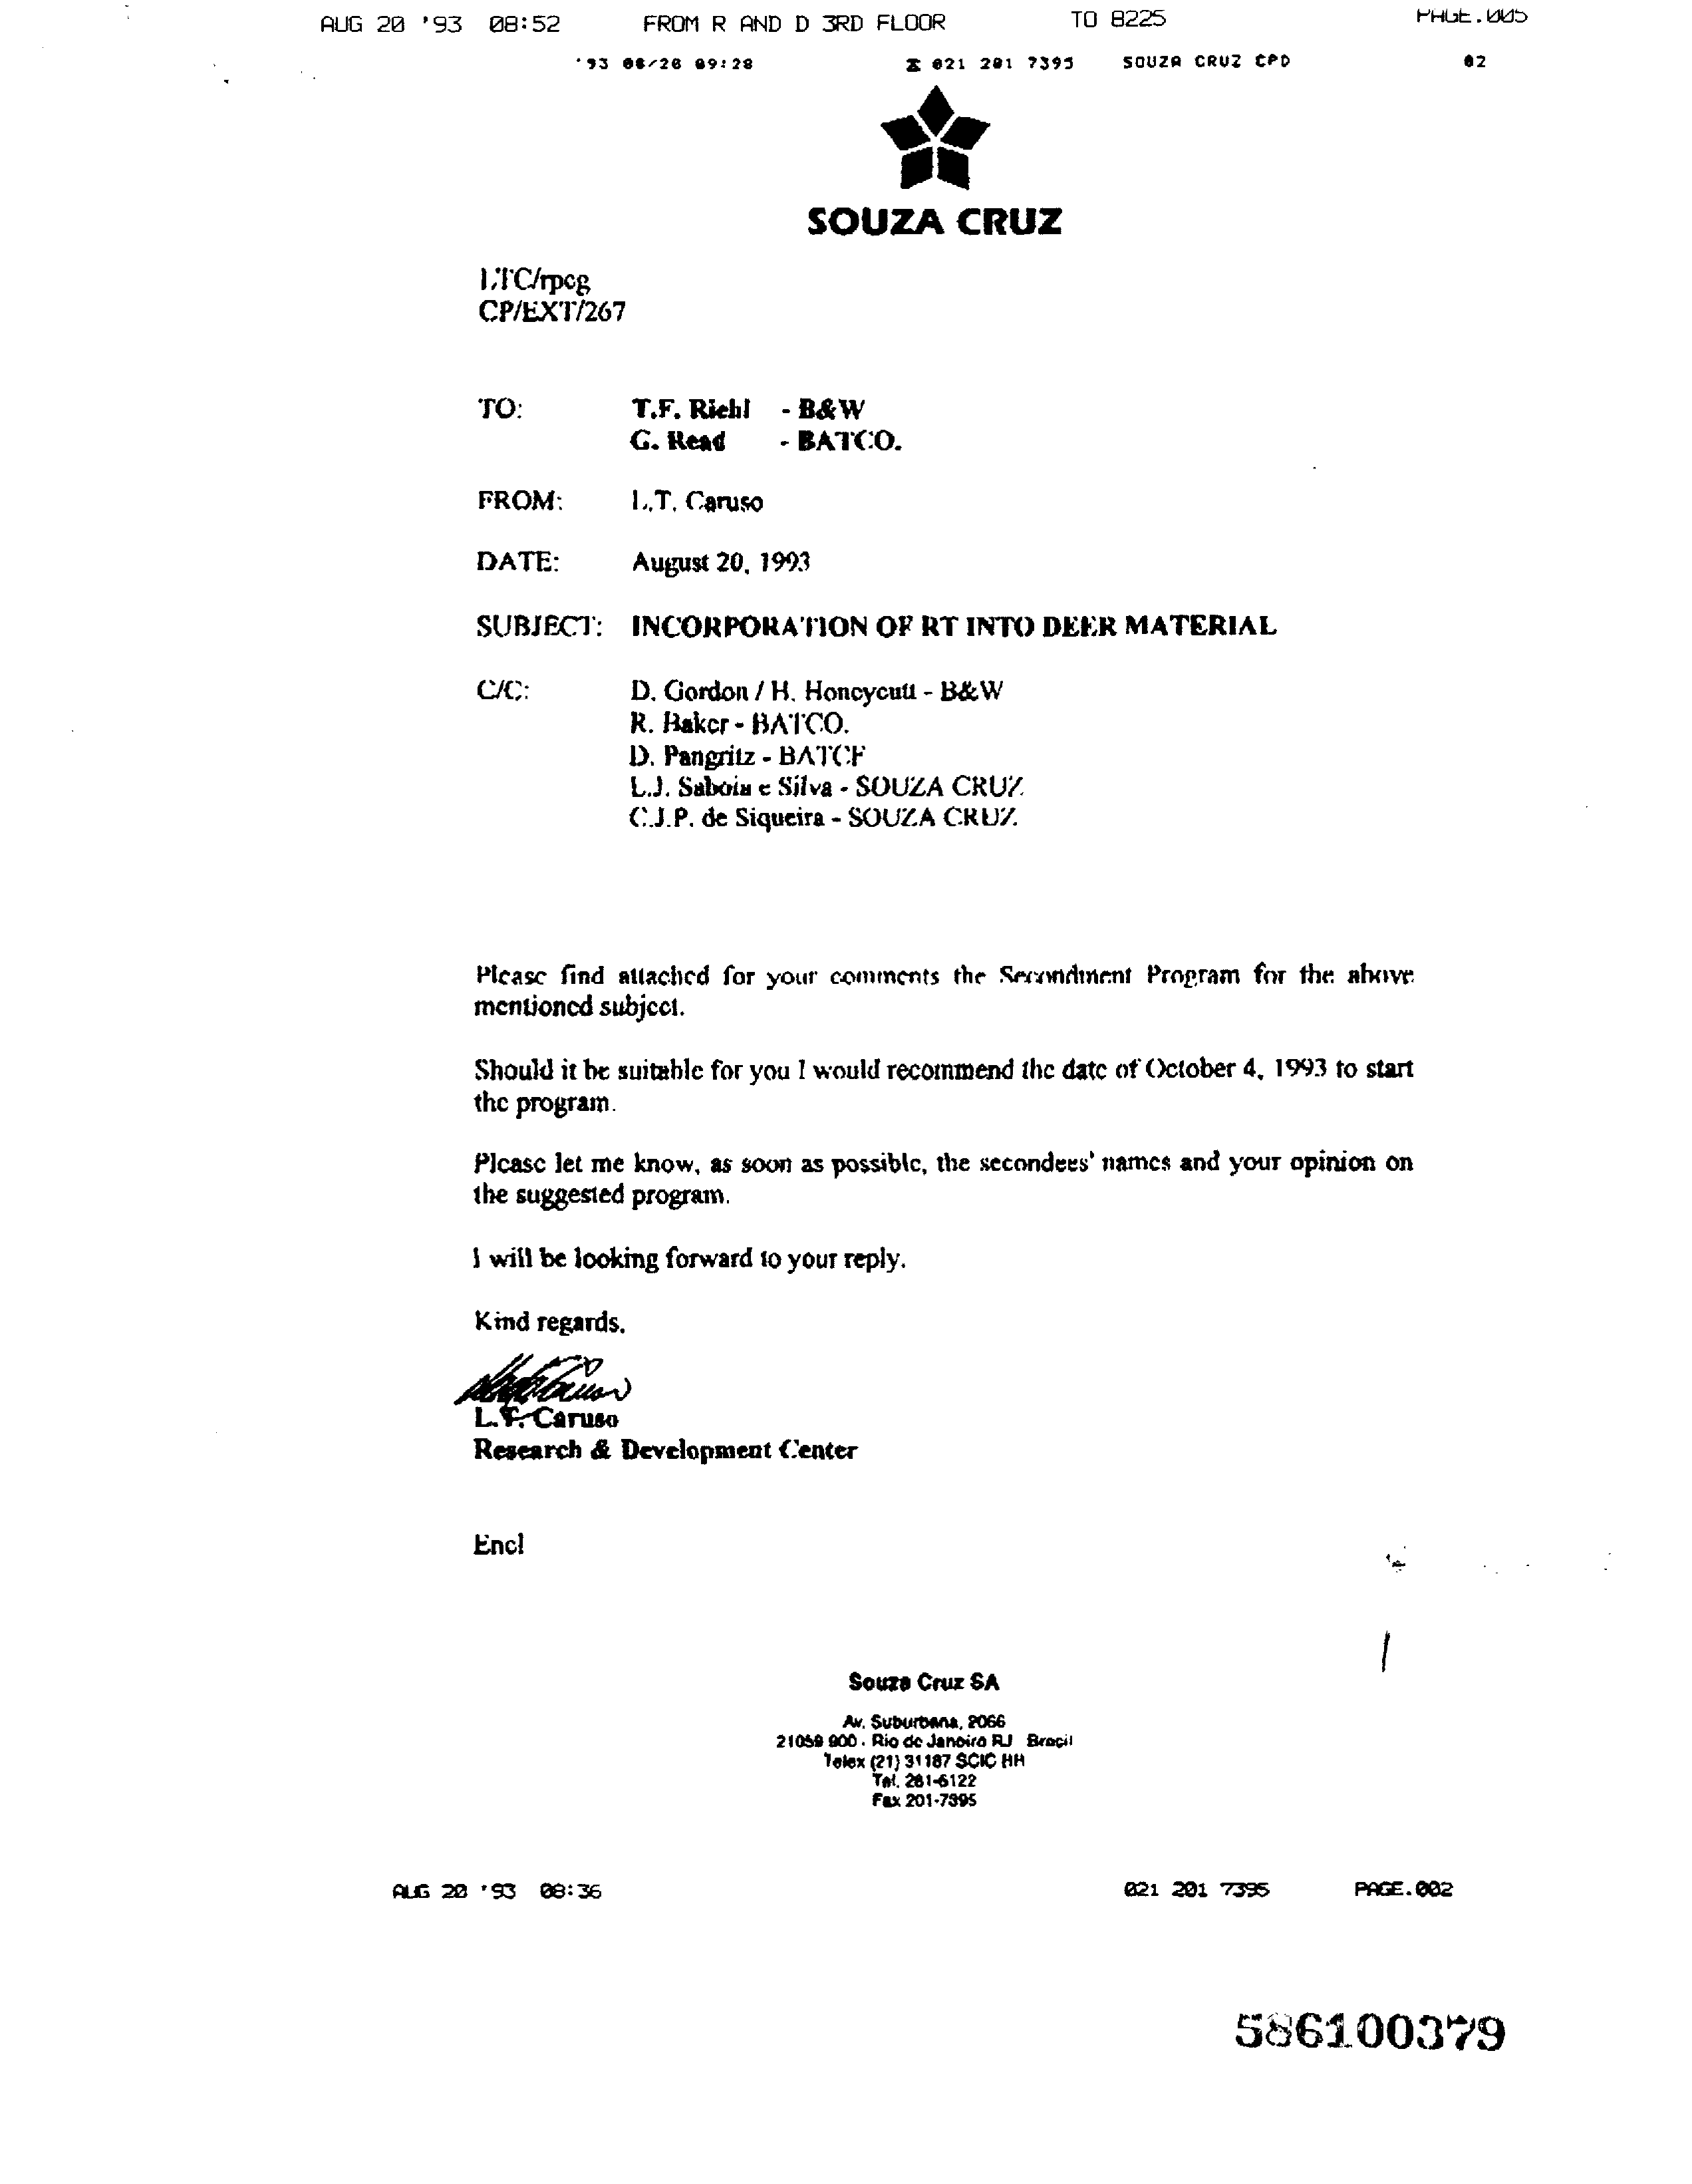 AUG 20 '93 08:52 FROM R AND D 3RD FLOOR TO 8225 PAGE.005
'93 08/20 09:28 021 201 7395 SOUZA CRUZ CPD 02
SOUZA CRUZ
LTC/rpcg
CP/EXT/267
TO: T.F. Riehl - B&W
G. Read - BATCO.
FROM: L.T. Caruso
DATE: August 20, 1993
SUBJECT: INCORPORATION OF RT INTO DEER MATERIAL
C/C: D. Gordon / H. Honeycutt - B&W
R. Baker - BATCO.
D. Pangritz - BATCF
L.J. Saboia e Silva - SOUZA CRUZ
C.J.P. de Siqueira - SOUZA CRUZ
Please find attached for your comments the Secondment Program for the above
mentioned subject.
Should it be suitable for you I would recommend the date of October 4, 1993 to start
the program.
Please let me know, as soon as possible, the secondees' names and your opinion on
the suggested program.
I will be looking forward to your reply.
Kind regards,
L.T. Caruso
Research & Development Center
Encl
Souza Cruz SA
Av. Suburbana, 2066
21059 900 - Rio de Janeiro RJ Brasil
Telex (21) 31187 SCIC
Tel. 281-6122
Fax 201-7395
AUG 20 '93 08:36 021 201 7395 PAGE.002
586100379